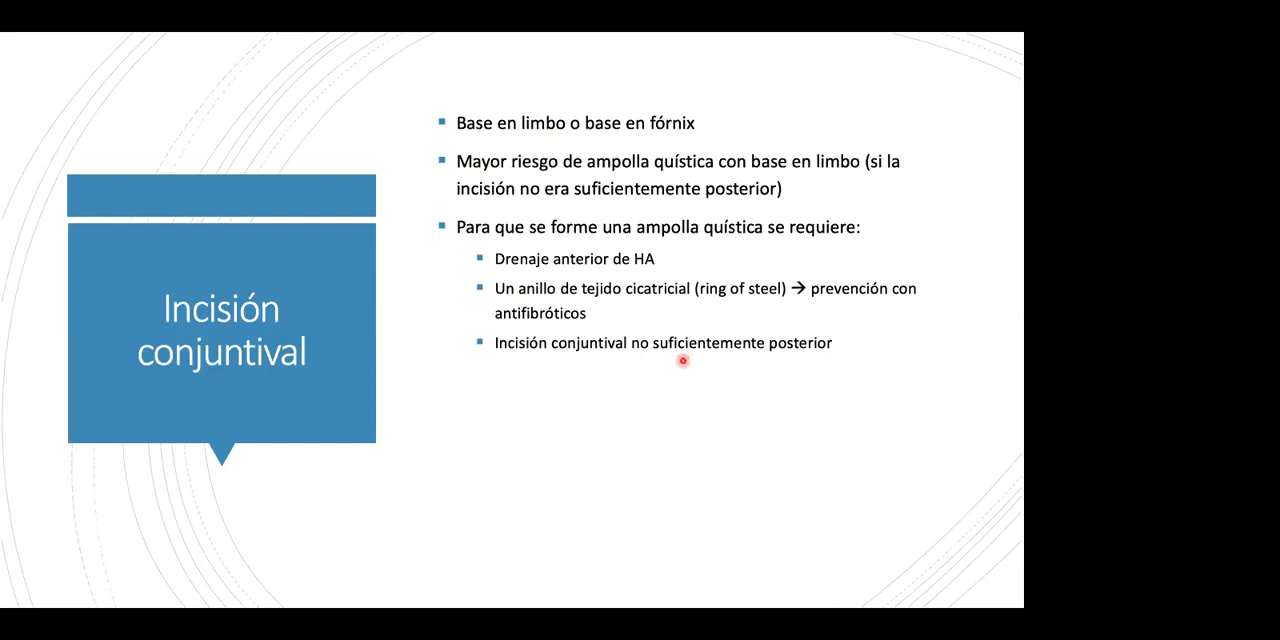 Incisión
conjuntival
Base en limbo o base en fórnix
Mayor riesgo de ampolla quística con base en limbo (si la
incisión no era suficientemente posterior)
Para que se forme una ampolla quística se requiere:
Drenaje anterior de HA
Un anillo de tejido cicatricial (ring of steel) → prevención con
antifibróticos
Incisión conjuntival no suficientemente posterior